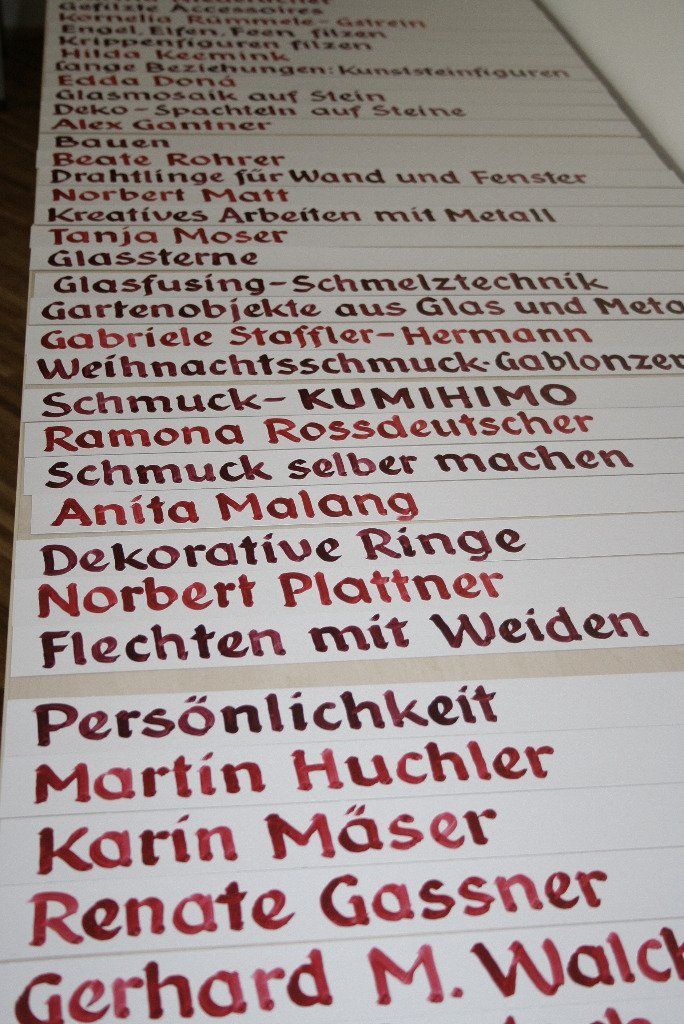 Gefilzte Accessoires
Kornelia Rümmele-Gstrein
Engel, Elfen, Feen filzen
Krippenfiguren filzen
Hilda Keemink
Lange Beziehungen: Kunststeinfiguren
Edda Doná
Glasmosaik auf Stein
Deko-Spachteln auf Steine
Alex Gantner
Bauen
Beate Rohrer
Drahtlinge für Wand und Fenster
Norbert Matt
Kreatives Arbeiten mit Metall
Tanja Moser
Glassterne
Glasfusing-Schmelztechnik
Gartenobjekte aus Glas und Meta
Gabriele Staffler-Hermann
Weihnachtsschmuck-Gablonzer
Schmuck-KUMIHIMO
Ramona Rossdeutscher
Schmuck selber machen
Anita Malang
Dekorative Ringe
Norbert Plattner
Flechten mit Weiden
Persönlichkeit
Martin Huchler
Karin Mäser
Renate Gassner
Gerhard M. Walch